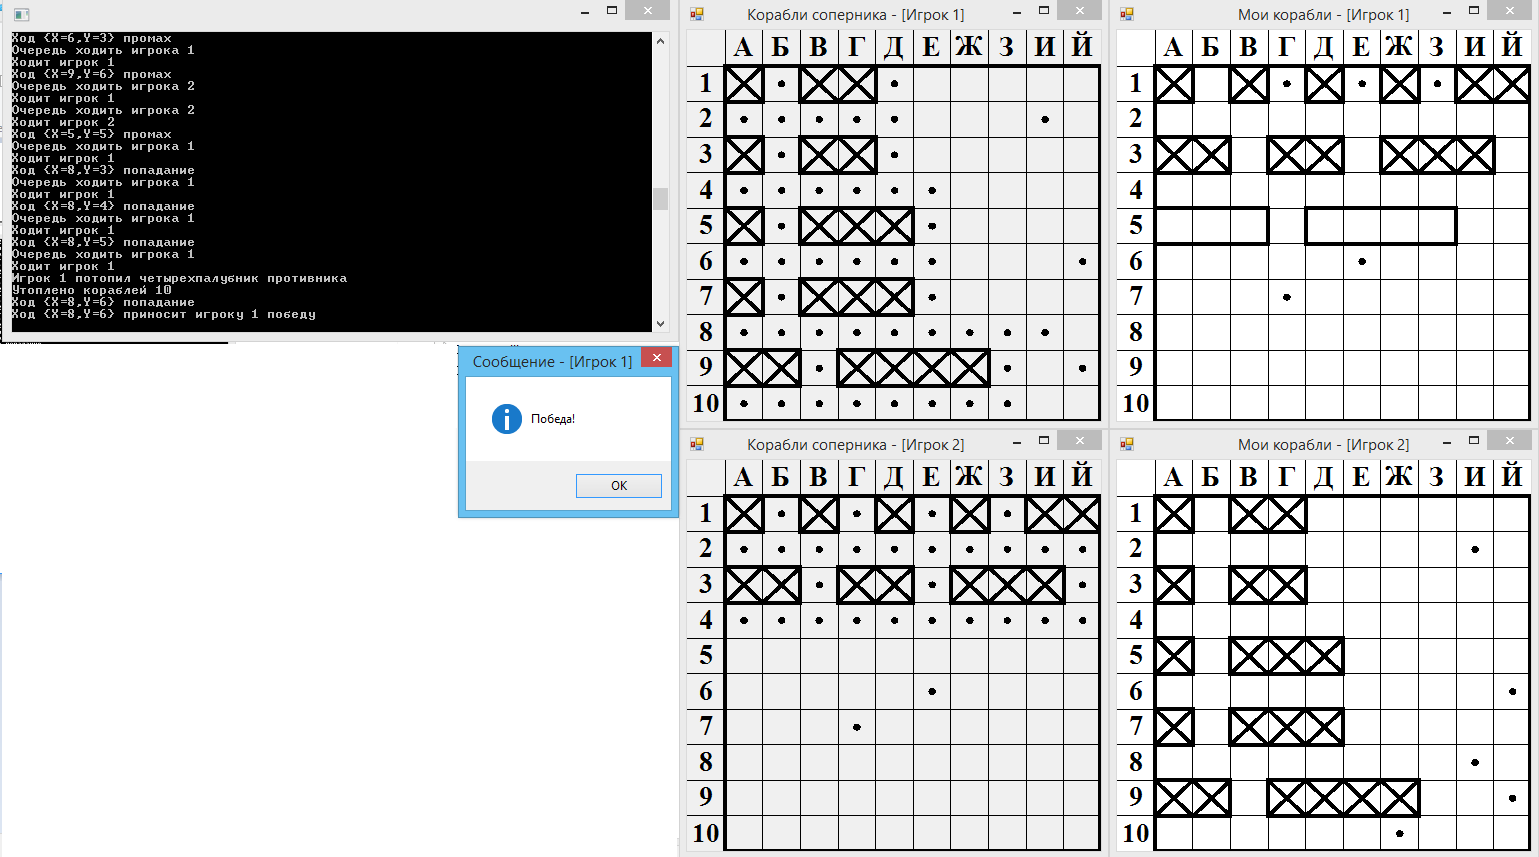 Ход {X=6,Y=3} промах
Очередь ходить игрока 1
Ходит игрок 1
Ход {X=9,Y=6} промах
Очередь ходить игрока 2
Ходит игрок 1
Очередь ходить игрока 2
Ходит игрок 2
Ход {X=5,Y=5} промах
Очередь ходить игрока 1
Ходит игрок 1
Ход {X=8,Y=3} попадание
Очередь ходить игрока 1
Ходит игрок 1
Ход {X=8,Y=4} попадание
Очередь ходить игрока 1
Ходит игрок 1
Ход {X=8,Y=5} попадание
Очередь ходить игрока 1
Ходит игрок 1
Игрок 1 потопил четырехпалубник противника
Утоплено кораблей 10
Ход {X=8,Y=6} попадание
Ход {X=8,Y=6} приносит игроку 1 победу
Сообщение - [Игрок 1]
Победа!
OK
Корабли соперника - [Игрок 1]
А Б В Г Д Е Ж З И Й
1
2
3
4
5
6
7
8
9
10
Мои корабли - [Игрок 1]
А Б В Г Д Е Ж З И Й
1
2
3
4
5
6
7
8
9
10
Корабли соперника - [Игрок 2]
А Б В Г Д Е Ж З И Й
1
2
3
4
5
6
7
8
9
10
Мои корабли - [Игрок 2]
А Б В Г Д Е Ж З И Й
1
2
3
4
5
6
7
8
9
10